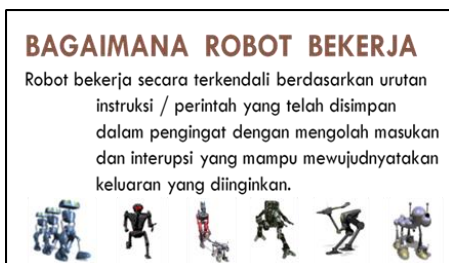 BAGAIMANA ROBOT BEKERJA
Robot bekerja secara terkendali berdasarkan urutan
instruksi / perintah yang telah disimpan
dalam pengingat dengan mengolah masukan
dan interupsi yang mampu mewujudnyatakan
keluaran yang diinginkan.